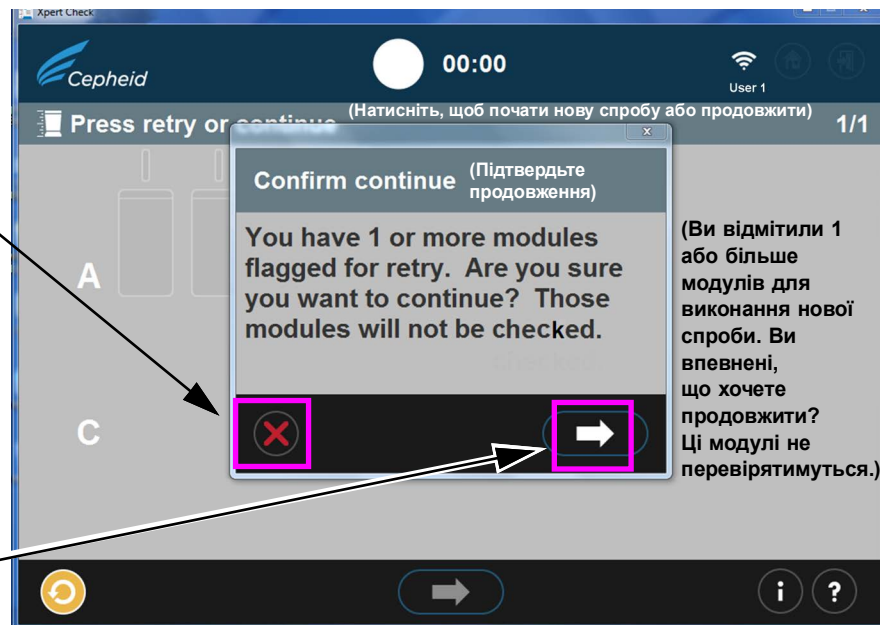 Xpert Check
Cepheid
00:00
User 1
(Натисніть, щоб почати нову спробу або продовжити)
Press retry or continue
1/1
Confirm continue
(Підтвердьте
продовження)
You have 1 or more modules
flagged for retry. Are you sure
you want to continue? Those
modules will not be checked.
(Ви відмітили 1
або більше
модулів для
виконання нової
спроби. Ви
впевнені,
що хочете
продовжити?
Ці модулі не
перевірятимуться.)
A
C
i
?